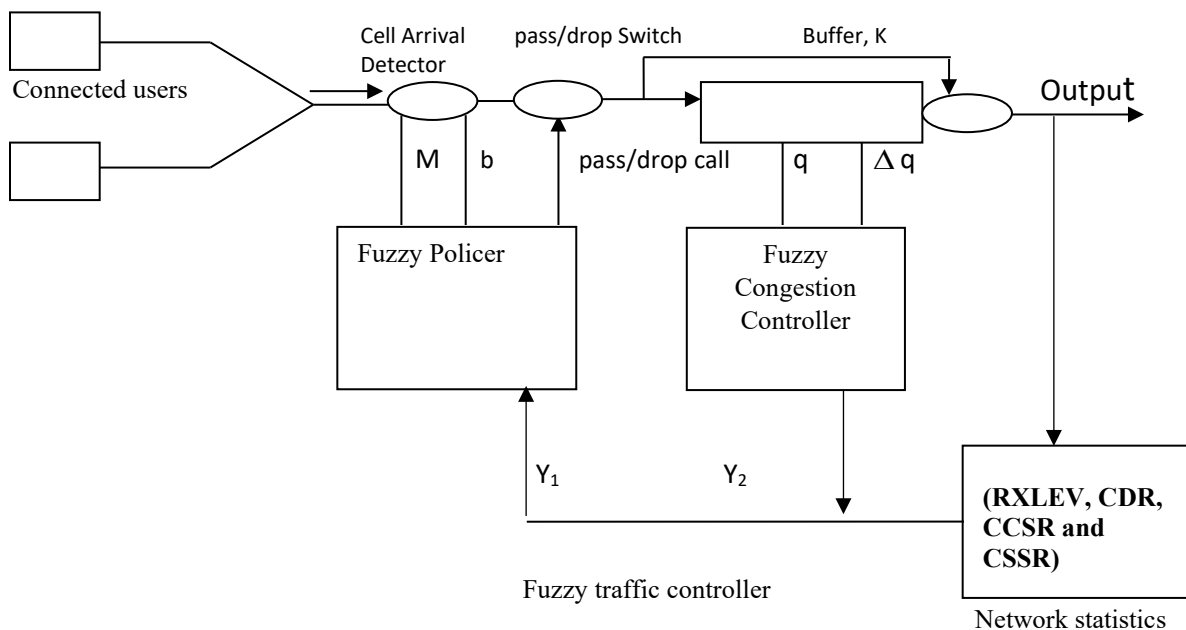 Cell Arrival
Detector
pass/drop Switch
Buffer, K
Connected users
Output
M
b
pass/drop call
q
Δ q
Fuzzy Policer
Fuzzy
Congestion
Controller
Y₁
Y₂
(RXLEV, CDR,
CCSR and
CSSR)
Fuzzy traffic controller
Network statistics